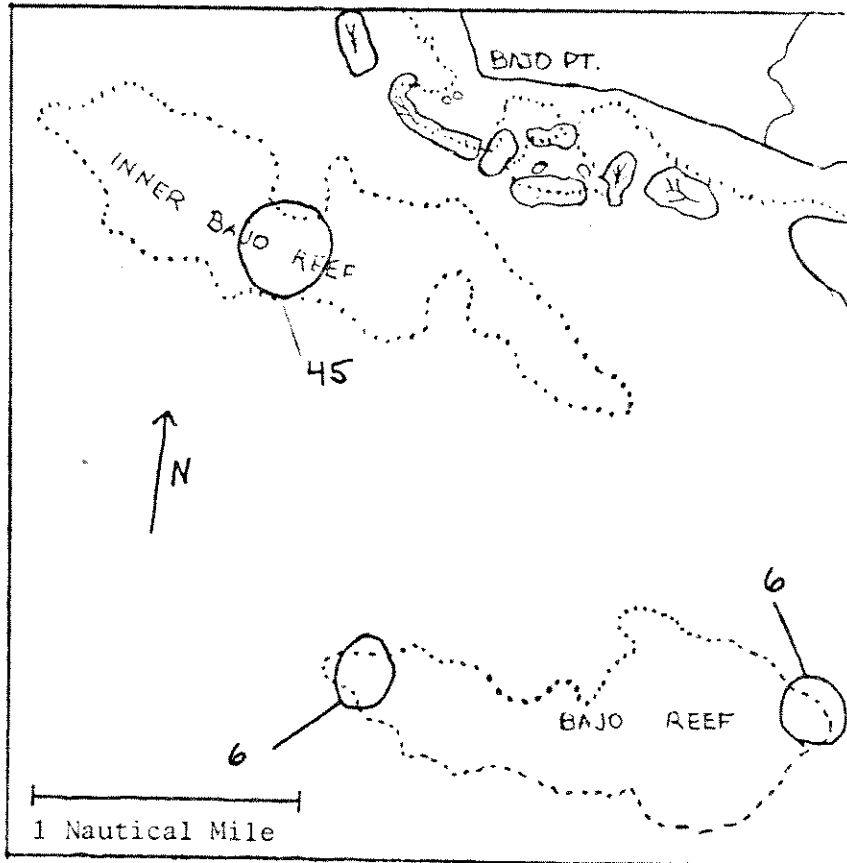 BAJO PT.
INNER BAJO REEF
45
N
6
BAJO REEF
6
1 Nautical Mile